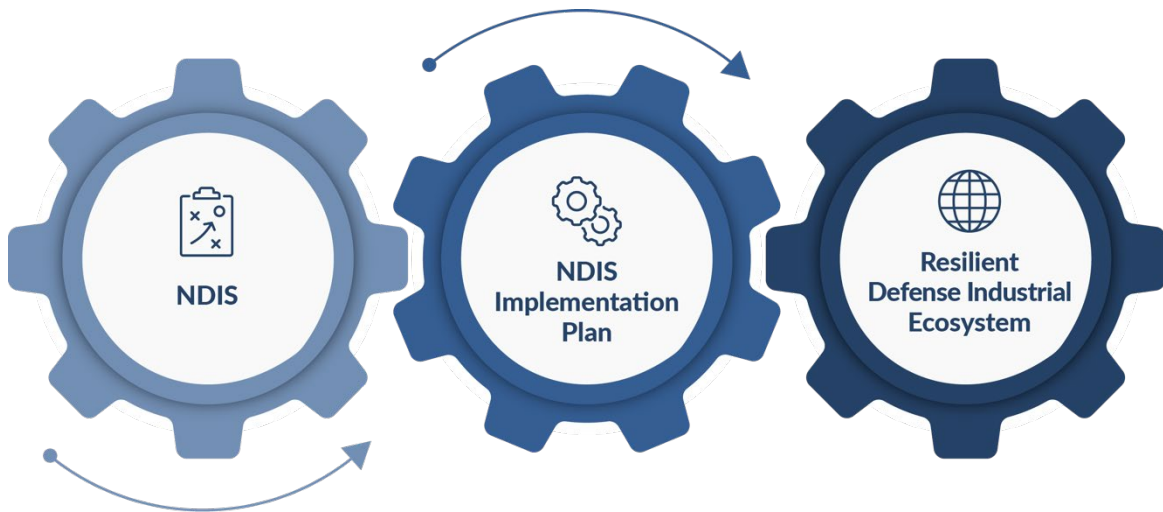 NDIS
NDIS
Implementation
Plan
Resilient
Defense Industrial
Ecosystem